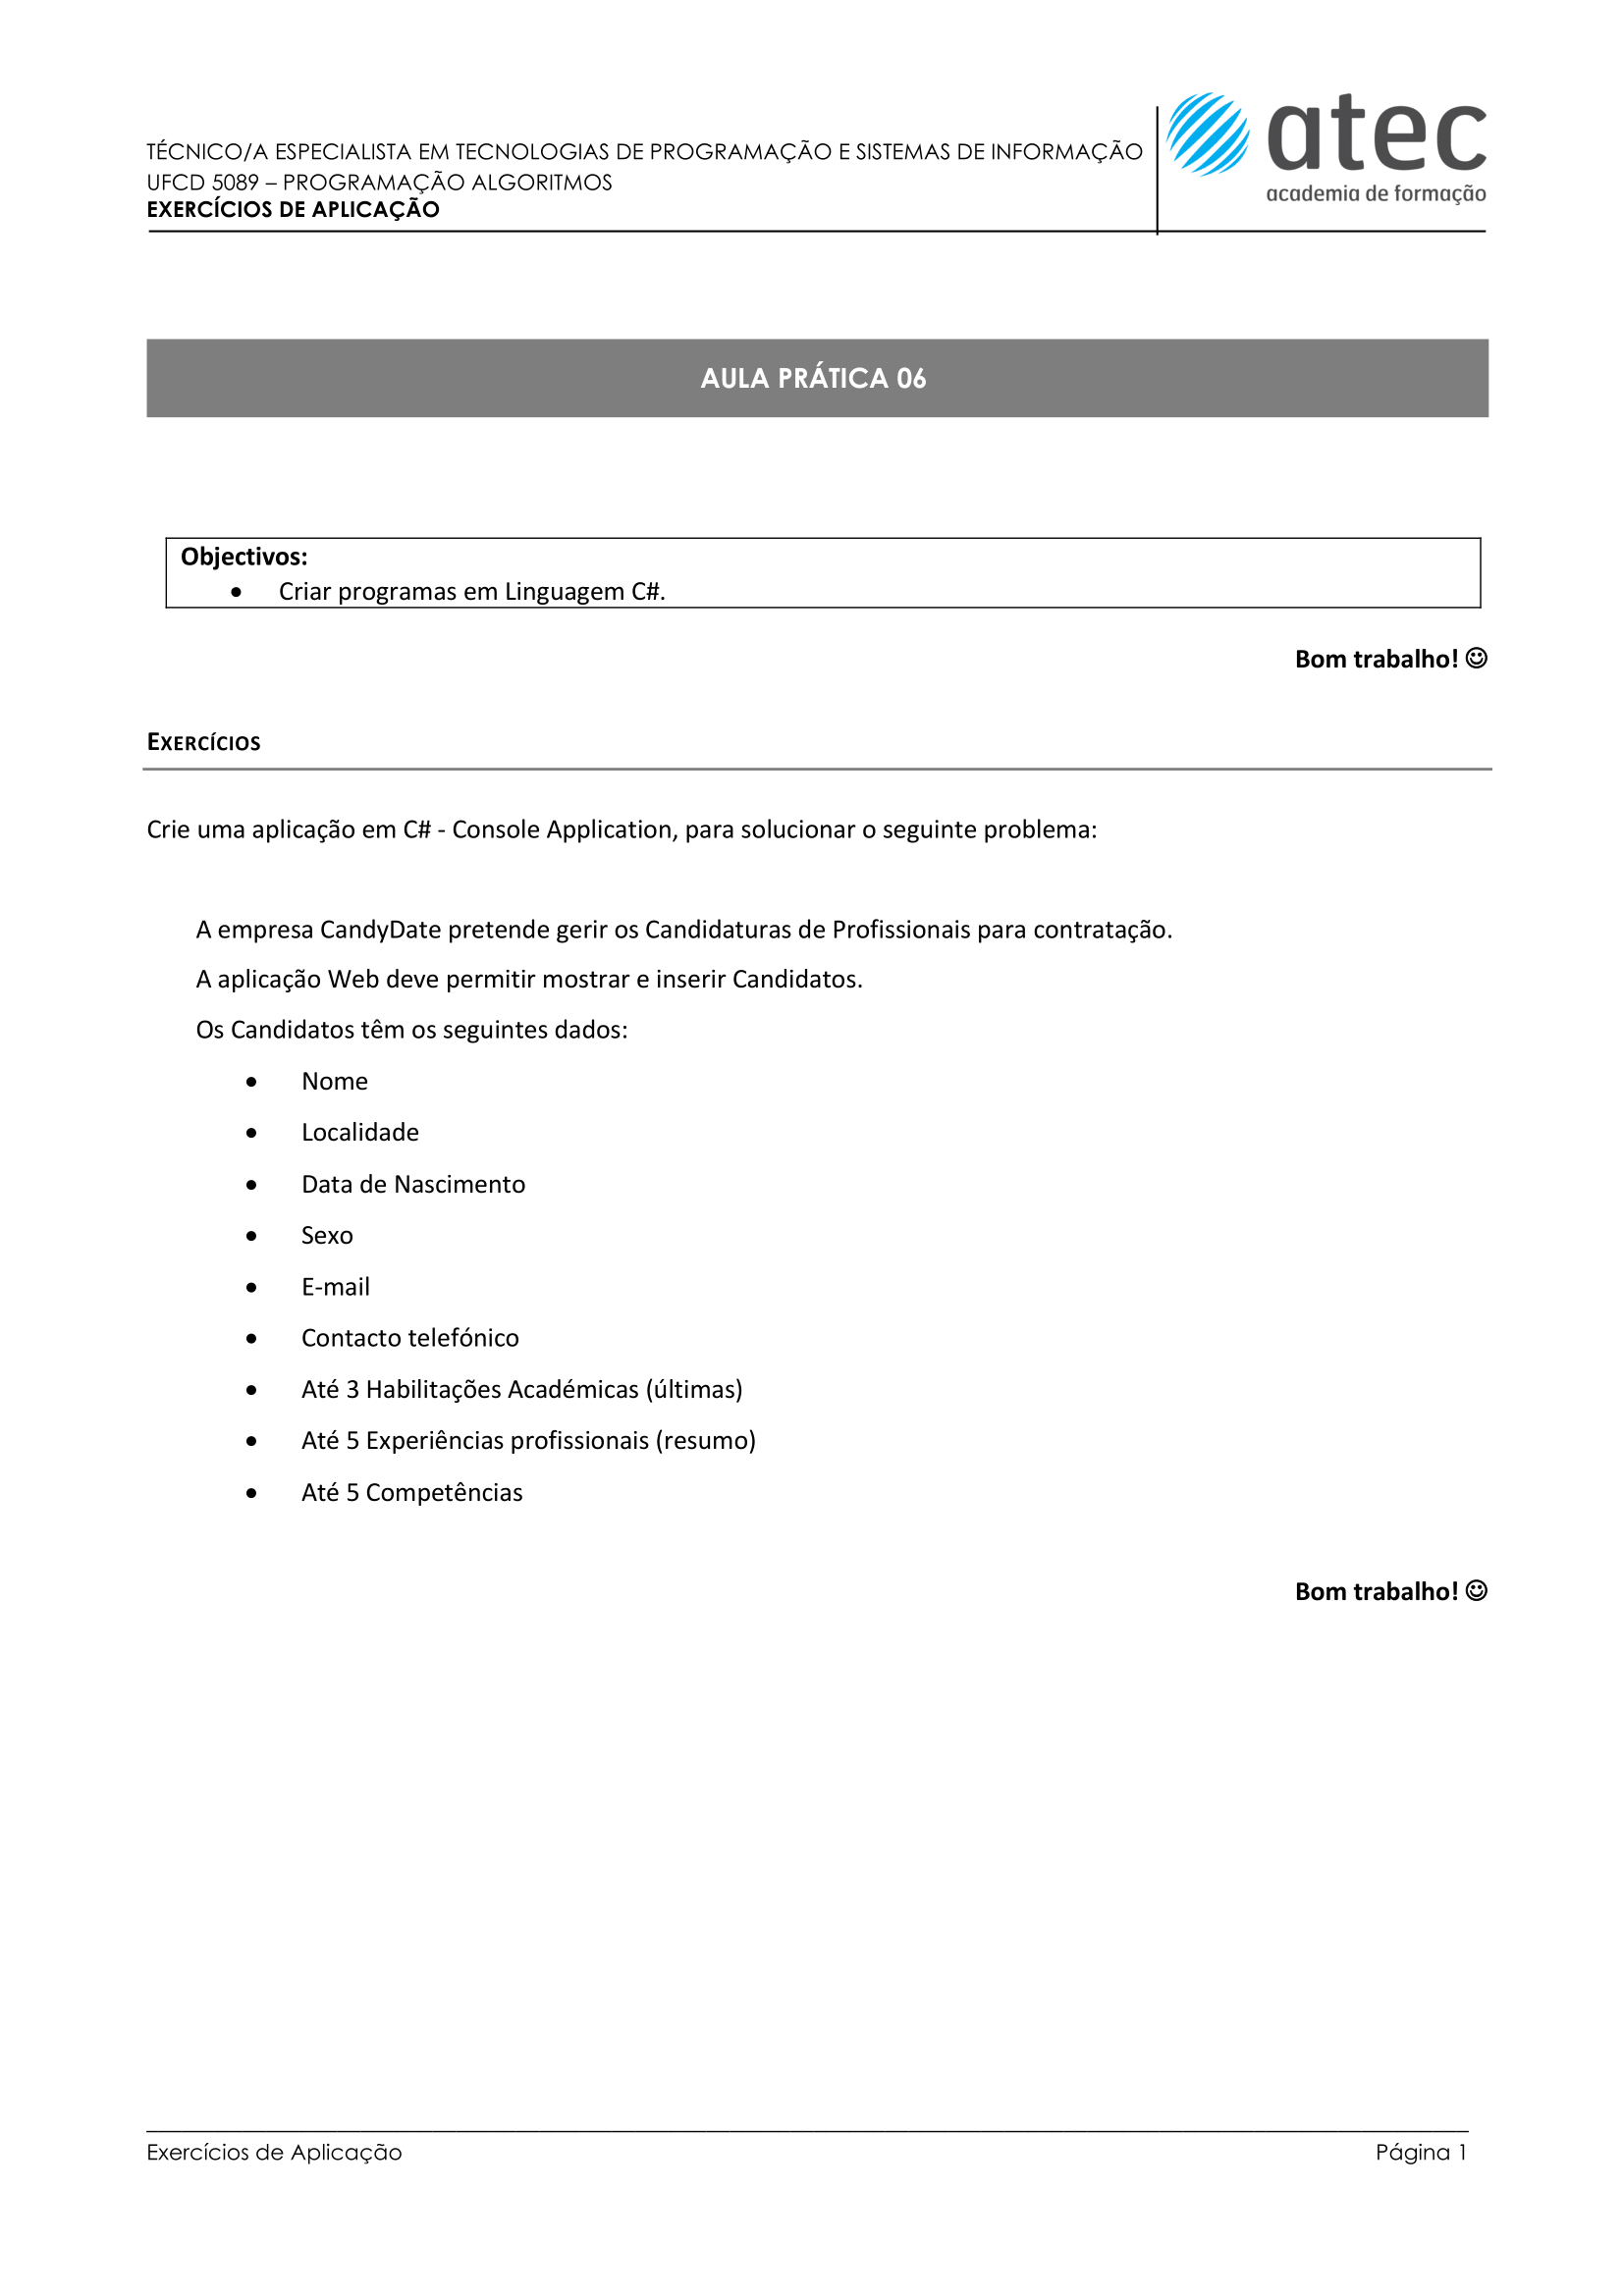 TÉCNICO/A ESPECIALISTA EM TECNOLOGIAS DE PROGRAMAÇÃO E SISTEMAS DE INFORMAÇÃO
UFCD 5089 – PROGRAMAÇÃO ALGORITMOS
EXERCÍCIOS DE APLICAÇÃO
atec
academia de formação
AULA PRÁTICA 06
Objectivos:
• Criar programas em Linguagem C#.
Bom trabalho! ☺
EXERCÍCIOS
Crie uma aplicação em C# - Console Application, para solucionar o seguinte problema:
A empresa CandyDate pretende gerir os Candidaturas de Profissionais para contratação.
A aplicação Web deve permitir mostrar e inserir Candidatos.
Os Candidatos têm os seguintes dados:
• Nome
• Localidade
• Data de Nascimento
• Sexo
• E-mail
• Contacto telefónico
• Até 3 Habilitações Académicas (últimas)
• Até 5 Experiências profissionais (resumo)
• Até 5 Competências
Bom trabalho! ☺
Exercícios de Aplicação Página 1